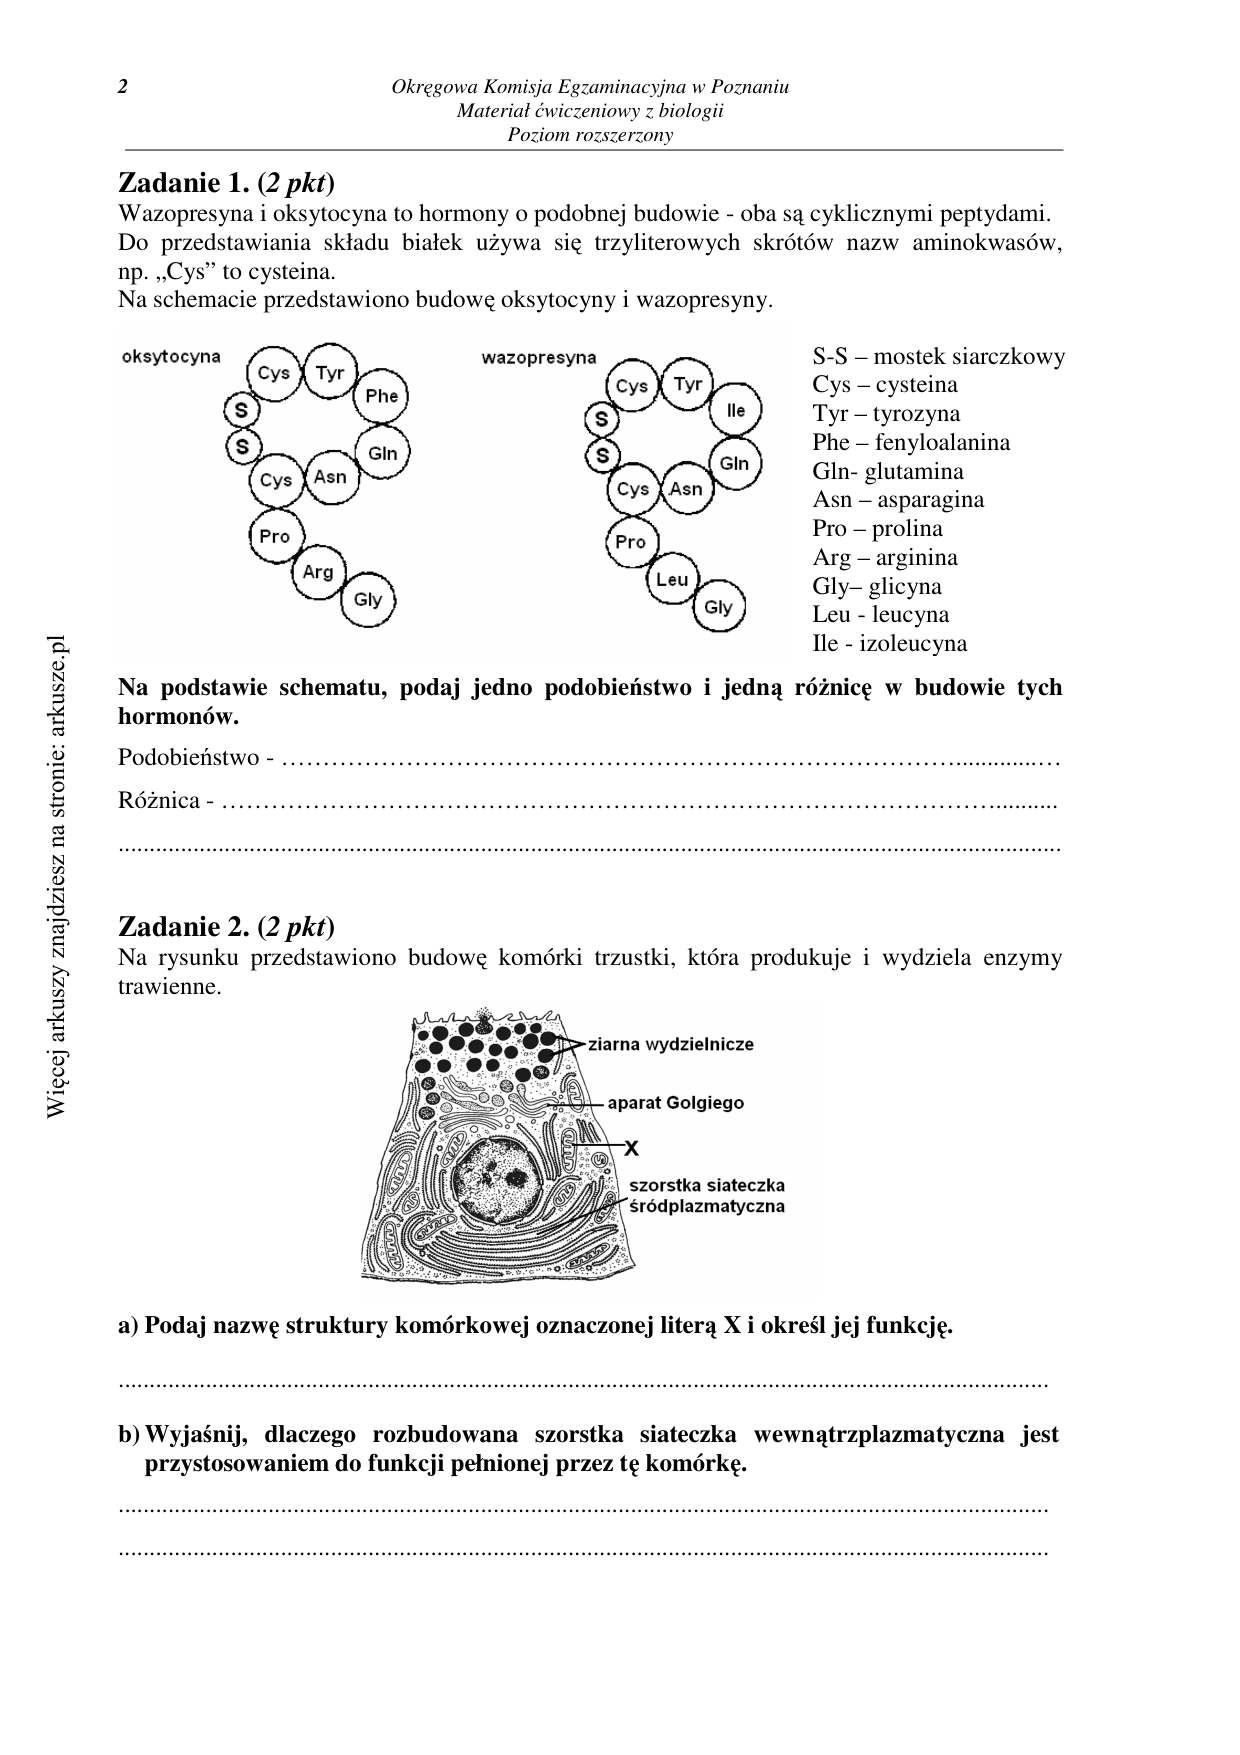 2
Okręgowa Komisja Egzaminacyjna w Poznaniu
Materiał ćwiczeniowy z biologii
Poziom rozszerzony
Zadanie 1. (2 pkt)
Wazopresyna i oksytocyna to hormony o podobnej budowie - oba są cyklicznymi peptydami.
Do przedstawiania składu białek używa się trzyliterowych skrótów nazw aminokwasów,
np. „Cys” to cysteina.
Na schemacie przedstawiono budowę oksytocyny i wazopresyny.
oksytocyna
Cys
Tyr
Phe
Gln
Asn
Cys
S
S
Pro
Arg
Gly
wazopresyna
Cys
Tyr
Ile
Gln
Asn
Cys
S
S
Pro
Leu
Gly
S-S – mostek siarczkowy
Cys – cysteina
Tyr – tyrozyna
Phe – fenyloalanina
Gln- glutamina
Asn – asparagina
Pro – prolina
Arg – arginina
Gly– glicyna
Leu - leucyna
Ile - izoleucyna
Na podstawie schematu, podaj jedno podobieństwo i jedną różnicę w budowie tych
hormonów.
Podobieństwo - ……………………………………………………………………….............…
Różnica - …………………………………………………………………………………..........
.......................................................................................................................................................
Zadanie 2. (2 pkt)
Na rysunku przedstawiono budowę komórki trzustki, która produkuje i wydziela enzymy
trawienne.
ziarna wydzielnicze
aparat Golgiego
X
szorstka siateczka
śródplazmatyczna
a) Podaj nazwę struktury komórkowej oznaczonej literą X i określ jej funkcję.
.....................................................................................................................................................
b) Wyjaśnij, dlaczego rozbudowana szorstka siateczka wewnątrzplazmatyczna jest
przystosowaniem do funkcji pełnionej przez tę komórkę.
.....................................................................................................................................................
.....................................................................................................................................................
Więcej arkuszy znajdziesz na stronie: arkusze.pl